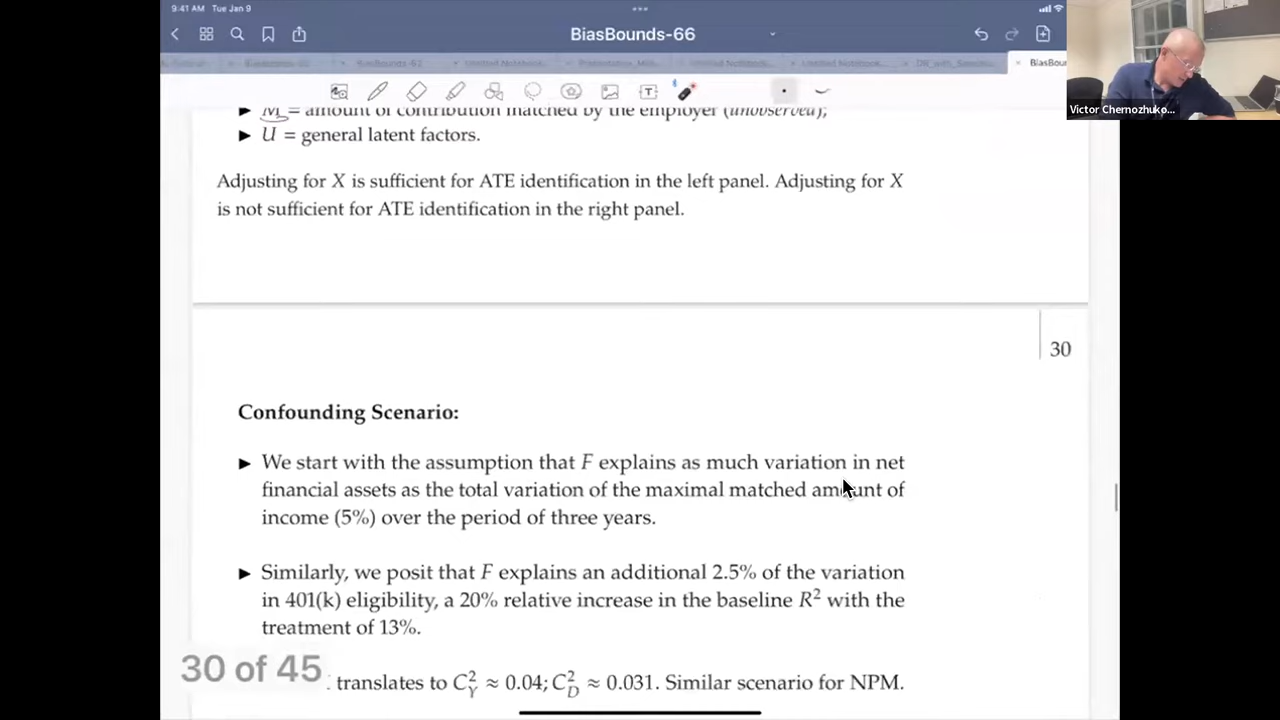 9:41 AM Tue Jan 9
BiasBounds-66
BiasBoun
Victor Chernozhuko...
► M = amount of contribution matched by the employer (unobserved);
► U = general latent factors.
Adjusting for X is sufficient for ATE identification in the left panel. Adjusting for X
is not sufficient for ATE identification in the right panel.
30
Confounding Scenario:
► We start with the assumption that F explains as much variation in net
financial assets as the total variation of the maximal matched amount of
income (5%) over the period of three years.
► Similarly, we posit that F explains an additional 2.5% of the variation
in 401(k) eligibility, a 20% relative increase in the baseline R² with the
treatment of 13%.
30 of 45
translates to C²_Y ≈ 0.04; C²_D ≈ 0.031. Similar scenario for NPM.